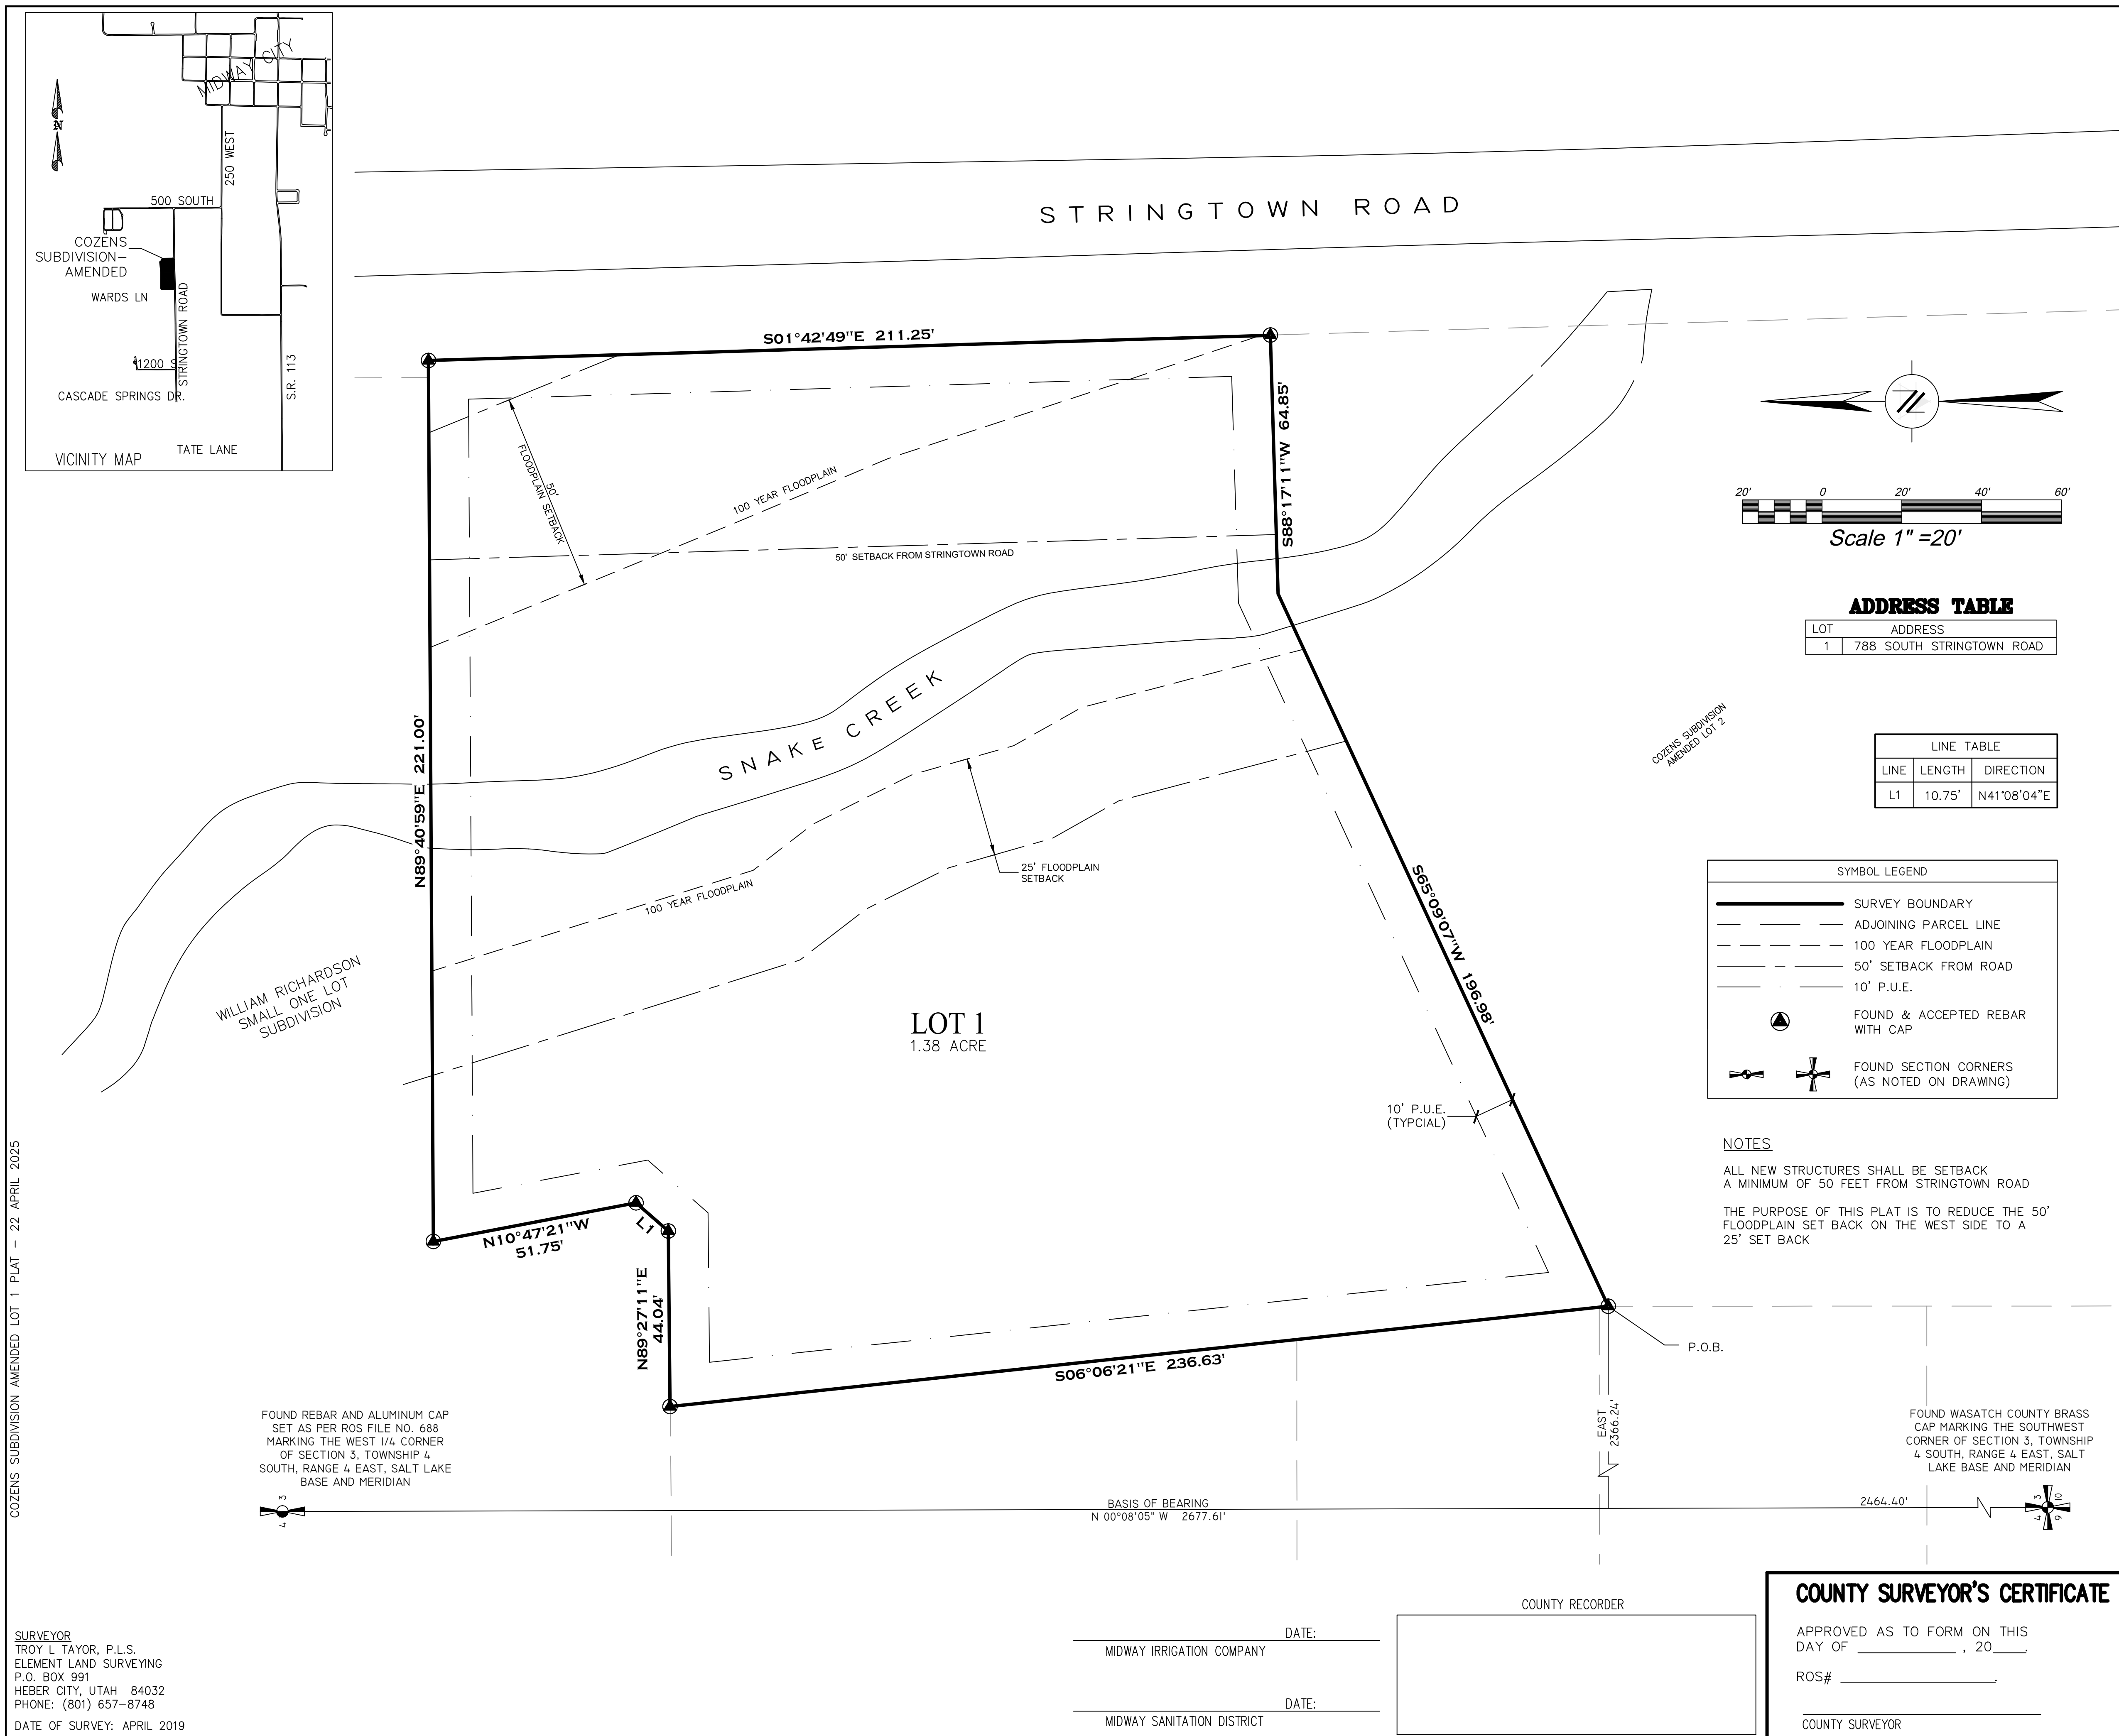 MIDWAY CITY
N
250 WEST
500 SOUTH
COZENS
SUBDIVISION–
AMENDED
WARDS LN
STRINGTOWN ROAD
1200 S
S.R. 113
CASCADE SPRINGS DR.
TATE LANE
VICINITY MAP
STRINGTOWN ROAD
S01°42'49"E 211.25'
S88°17'11"W 64.85'
50'
FLOODPLAIN SETBACK
100 YEAR FLOODPLAIN
50' SETBACK FROM STRINGTOWN ROAD
SNAKE CREEK
N89°40'59"E 221.00'
25' FLOODPLAIN
SETBACK
100 YEAR FLOODPLAIN
WILLIAM RICHARDSON
SMALL ONE LOT
SUBDIVISION
LOT 1
1.38 ACRE
S65°09'07"W 196.98'
10' P.U.E.
(TYPCIAL)
N10°47'21"W
51.75'
L1
N89°27'11"E
44.04'
S06°06'21"E 236.63'
P.O.B.
EAST
2366.24'
N
20' 0 20' 40' 60'
Scale 1" =20'
ADDRESS TABLE
LOT ADDRESS
1 788 SOUTH STRINGTOWN ROAD
COZENS SUBDIVISION
AMENDED LOT 2
LINE TABLE
LINE LENGTH DIRECTION
L1 10.75' N41°08'04"E
SYMBOL LEGEND
SURVEY BOUNDARY
ADJOINING PARCEL LINE
100 YEAR FLOODPLAIN
50' SETBACK FROM ROAD
10' P.U.E.
FOUND & ACCEPTED REBAR
WITH CAP
FOUND SECTION CORNERS
(AS NOTED ON DRAWING)
NOTES
ALL NEW STRUCTURES SHALL BE SETBACK
A MINIMUM OF 50 FEET FROM STRINGTOWN ROAD
THE PURPOSE OF THIS PLAT IS TO REDUCE THE 50'
FLOODPLAIN SET BACK ON THE WEST SIDE TO A
25' SET BACK
COZENS SUBDIVISION AMENDED LOT 1 PLAT – 22 APRIL 2025
FOUND REBAR AND ALUMINUM CAP
SET AS PER ROS FILE NO. 688
MARKING THE WEST 1/4 CORNER
OF SECTION 3, TOWNSHIP 4
SOUTH, RANGE 4 EAST, SALT LAKE
BASE AND MERIDIAN
3
4
BASIS OF BEARING
N 00°08'05" W 2677.61'
2464.40'
FOUND WASATCH COUNTY BRASS
CAP MARKING THE SOUTHWEST
CORNER OF SECTION 3, TOWNSHIP
4 SOUTH, RANGE 4 EAST, SALT
LAKE BASE AND MERIDIAN
4 3
9 10
SURVEYOR
TROY L TAYOR, P.L.S.
ELEMENT LAND SURVEYING
P.O. BOX 991
HEBER CITY, UTAH 84032
PHONE: (801) 657–8748
DATE OF SURVEY: APRIL 2019
DATE:
MIDWAY IRRIGATION COMPANY
DATE:
MIDWAY SANITATION DISTRICT
COUNTY RECORDER
COUNTY SURVEYOR'S CERTIFICATE
APPROVED AS TO FORM ON THIS
DAY OF ____________ , 20____.
ROS# ___________________.
COUNTY SURVEYOR